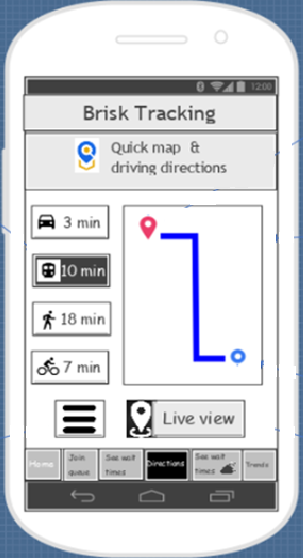 12:00
Brisk Tracking
Quick map &
driving directions
3 min
10 min
18 min
7 min
Live view
Home
Join
queue
See wait
times
Directions
See wait
times
Trends